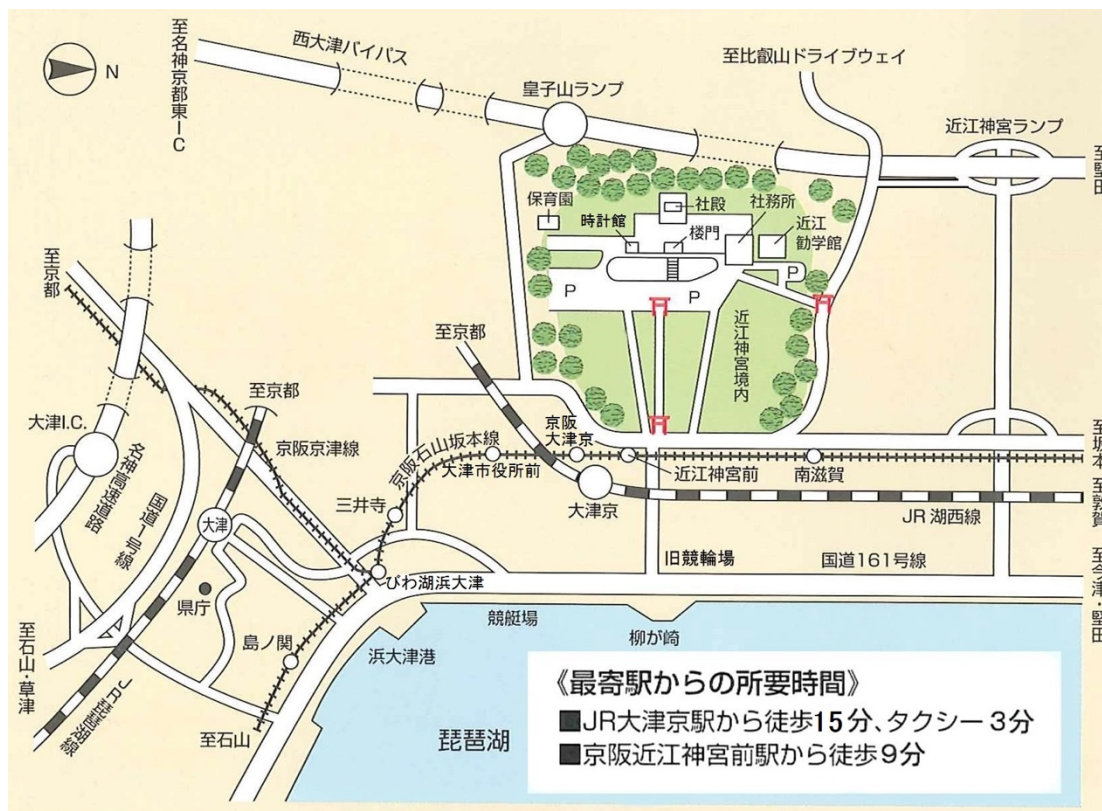 至名神京都東IC
西大津バイパス
皇子山ランプ
至比叡山ドライブウェイ
近江神宮ランプ
至堅田
N
保育園
時計館
社殿
楼門
社務所
近江
勧学館
P
P
P
近江神宮境内
至京都
至京都
至京都
大津I.C.
名神高速道路
国道1号線
京阪京津線
京阪石山坂本線
大津市役所前
京阪
大津京
近江神宮前
南滋賀
至坂本
至敦賀
大津京
JR湖西線
三井寺
大津
びわ湖浜大津
旧競輪場
国道161号線
至今津・堅田
県庁
島ノ関
浜大津港
競艇場
柳が崎
至石山・草津
JR琵琶湖線
至石山
琵琶湖
《最寄駅からの所要時間》
■JR大津京駅から徒歩15分、タクシー3分
■京阪近江神宮前駅から徒歩9分